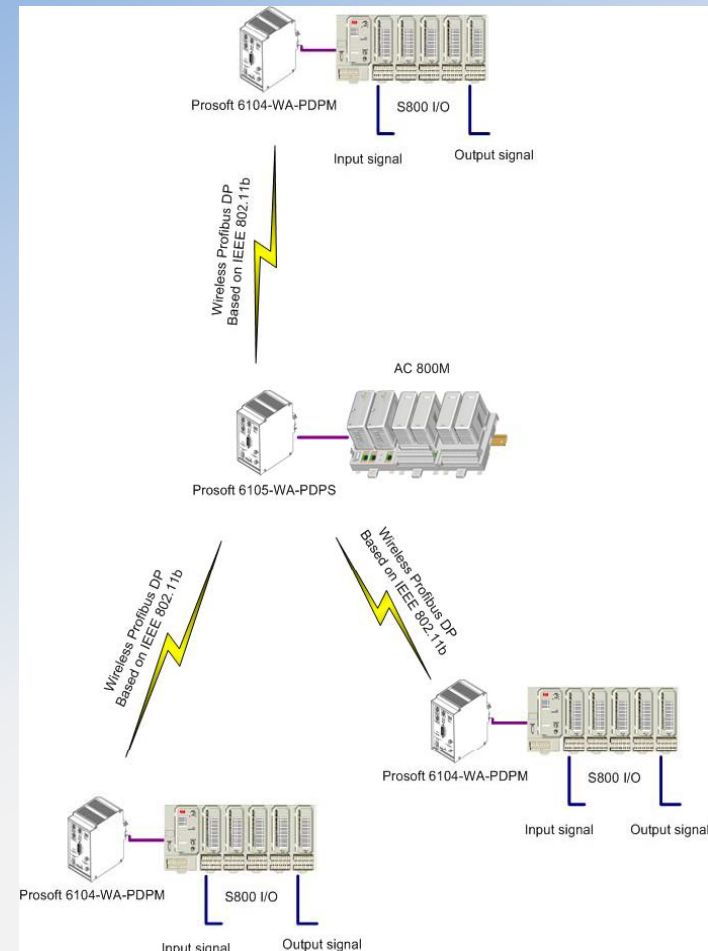 Prosoft 6104-WA-PDPM
S800 I/O
Input signal
Output signal
Wireless Profibus DP
Based on IEEE 802.11b
AC 800M
Prosoft 6105-WA-PDPS
Wireless Profibus DP
Based on IEEE 802.11b
Wireless Profibus DP
Based on IEEE 802.11b
Prosoft 6104-WA-PDPM
S800 I/O
Input signal
Output signal
Prosoft 6104-WA-PDPM
S800 I/O
Input signal
Output signal